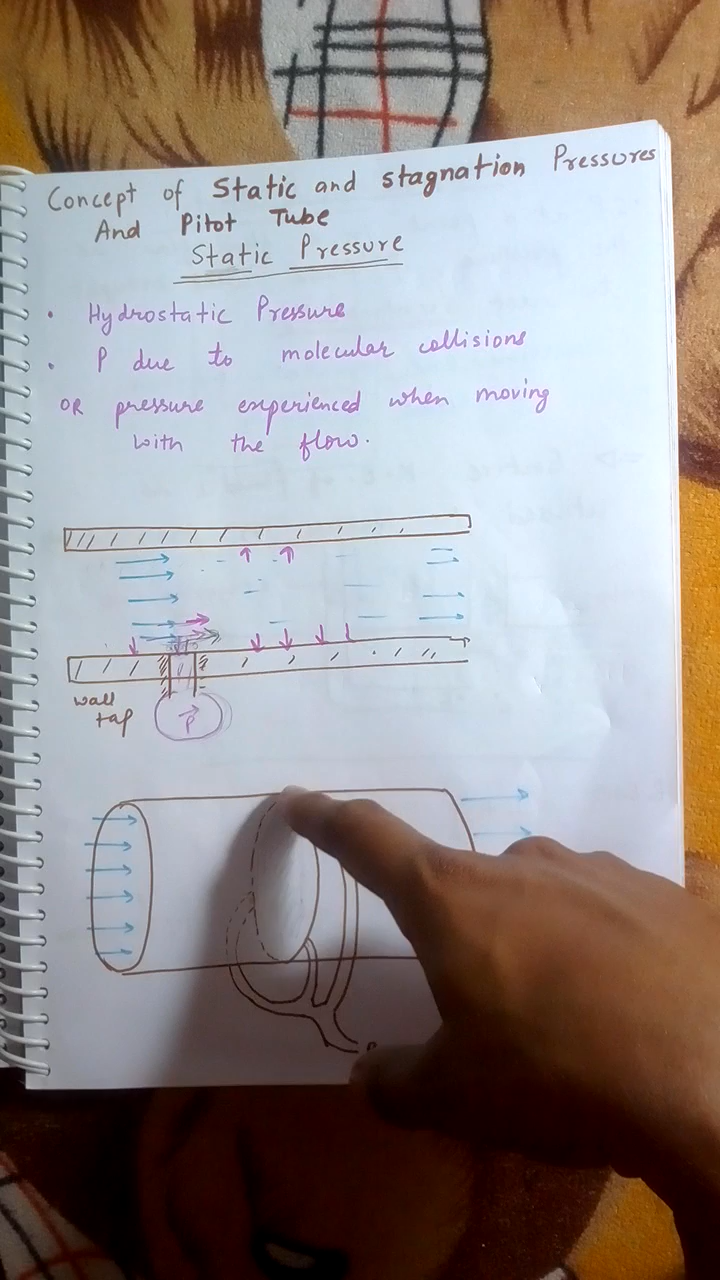 Concept of Static and stagnation Pressures
And Pitot Tube
Static Pressure
• Hydrostatic Pressure
• P due to molecular collisions
OR pressure experienced when moving
with the flow.
wall
tap
P